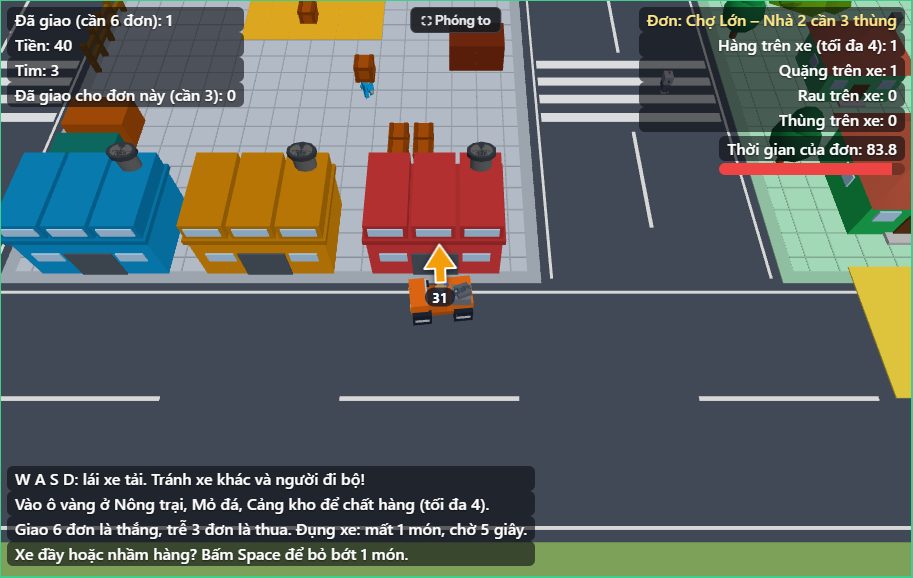 Đã giao (cần 6 đơn): 1
Tiền: 40
Tim: 3
Đã giao cho đơn này (cần 3): 0
Phóng to
Đơn: Chợ Lớn – Nhà 2 cần 3 thùng
Hàng trên xe (tối đa 4): 1
Quặng trên xe: 1
Rau trên xe: 0
Thùng trên xe: 0
Thời gian của đơn: 83.8
31
W A S D: lái xe tải. Tránh xe khác và người đi bộ!
Vào ô vàng ở Nông trại, Mỏ đá, Cảng kho để chất hàng (tối đa 4).
Giao 6 đơn là thắng, trễ 3 đơn là thua. Đụng xe: mất 1 món, chờ 5 giây.
Xe đầy hoặc nhầm hàng? Bấm Space để bỏ bớt 1 món.